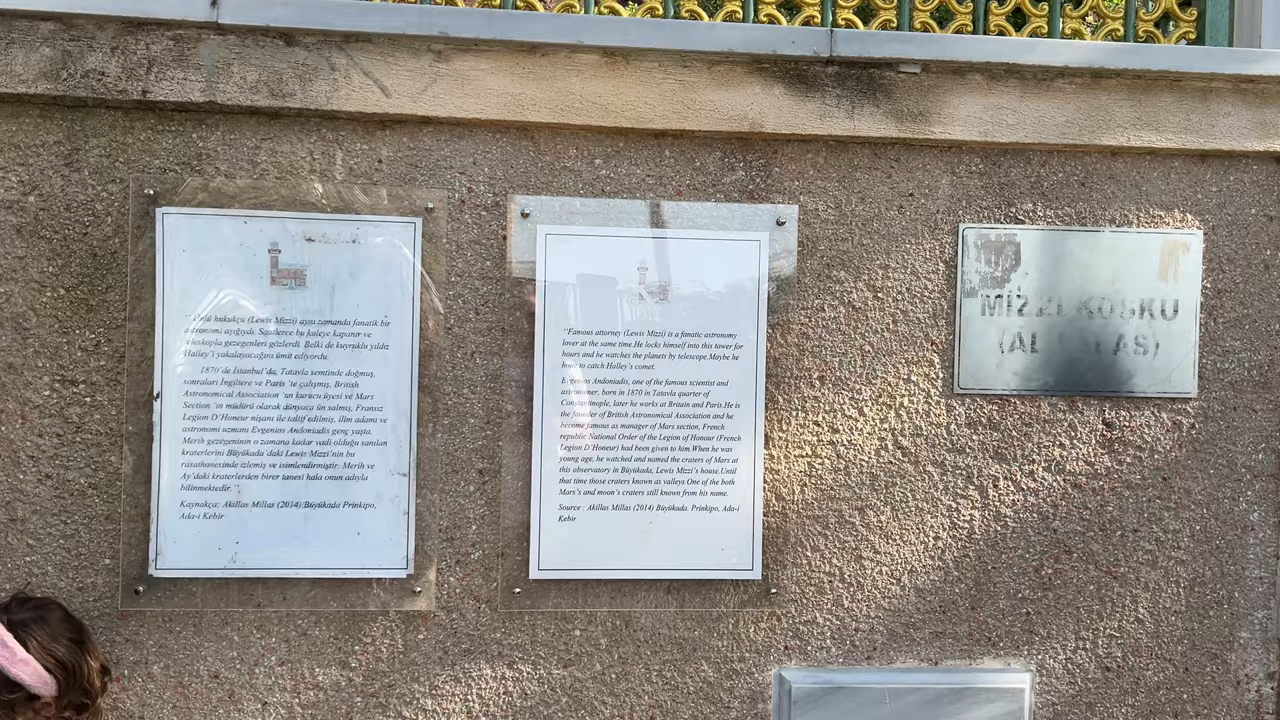 "Ünlü hukukçu (Lewis Mizzi) aynı zamanda fanatik bir
astronomi aşığıydı. Saatlerce bu kuleye kapanır ve
teleskopla gezegenleri gözlerdi. Belki de kuyruklu yıldız
Halley'i yakalayacağını ümit ediyordu.
1870'de İstanbul'da, Tatavla semtinde doğmuş,
sonraları İngiltere ve Paris 'te çalışmış, British
Astronomical Association 'un kurucu üyesi ve Mars
Section 'ın müdürü olarak dünyaca ün salmış, Fransız
Legion D'Honeur nişanı ile taltif edilmiş, ilim adamı ve
astronomi uzmanı Evgenios Andoniadis genç yaşta.
Merih gezegeninin o zamana kadar vadi olduğu sanılan
kraterlerini Büyükada'daki Lewis Mizzi'nin bu
rasathanesinde izlemiş ve isimlendirmiştir. Merih ve
Ay'daki kraterlerden birer tanesi hala onun adıyla
bilinmektedir."
Kaynakça: Akillas Millas (2014) Büyükada Prinkipo,
Ada-i Kebir
"Famous attorney (Lewis Mizzi) is a fanatic astronomy
lover at the same time.He locks himself into this tower for
hours and he watches the planets by telescope.Maybe he
hope to catch Halley's comet.
Evgenios Andoniadis, one of the famous scientist and
astronomer, born in 1870 in Tatavla quarter of
Constantinople, later he works at Britain and Paris.He is
the founder of British Astronomical Association and he
become famous as manager of Mars section. French
republic National Order of the Legion of Honour (French
Legion D'Honeur) had been given to him.When he was
young age, he watched and named the craters of Mars at
this observatory in Büyükada, Lewis Mizzi's house.Until
that time those craters known as valleys.One of the both
Mars's and moon's craters still known from his name.
Source : Akillas Millas (2014) Büyükada. Prinkipo, Ada-i
Kebir
MİZZİ KÖŞKÜ